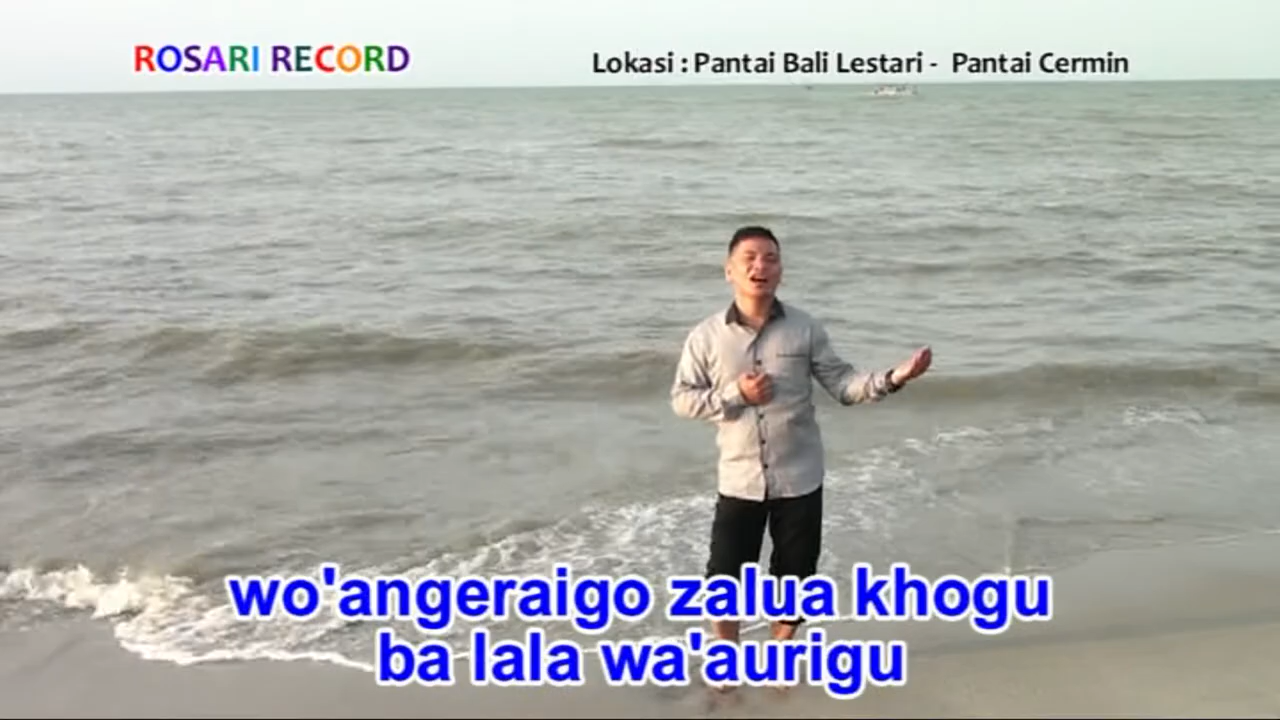 ROSARI RECORD
Lokasi : Pantai Bali Lestari - Pantai Cermin
wo'angeraigo zalua khogu
ba lala wa'aurigu